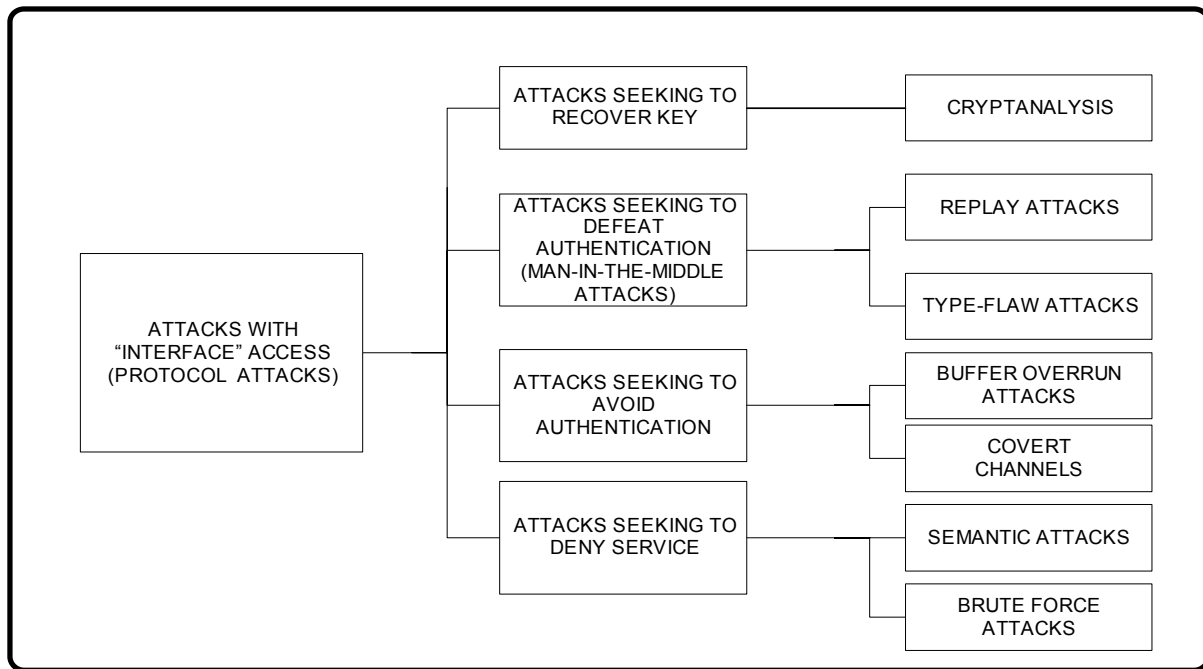 ATTACKS WITH
“INTERFACE” ACCESS
(PROTOCOL ATTACKS)
ATTACKS SEEKING TO
RECOVER KEY
CRYPTANALYSIS
ATTACKS SEEKING TO
DEFEAT
AUTHENTICATION
(MAN-IN-THE-MIDDLE
ATTACKS)
REPLAY ATTACKS
TYPE-FLAW ATTACKS
ATTACKS SEEKING TO
AVOID
AUTHENTICATION
BUFFER OVERRUN
ATTACKS
COVERT
CHANNELS
ATTACKS SEEKING TO
DENY SERVICE
SEMANTIC ATTACKS
BRUTE FORCE
ATTACKS